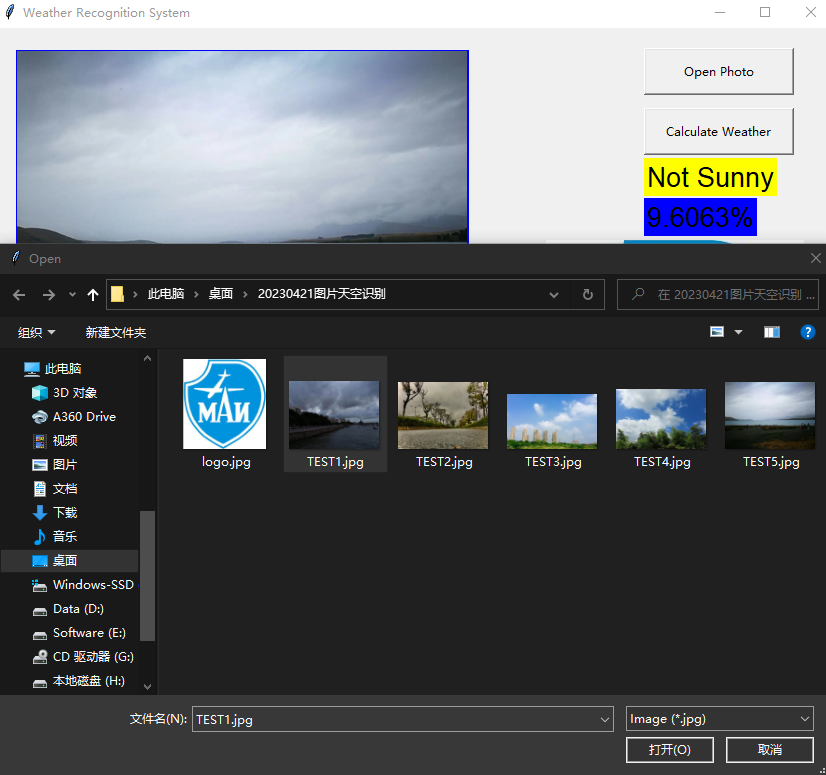 Weather Recognition System
Open Photo
Calculate Weather
Not Sunny
9.6063%
Open
此电脑 › 桌面 › 20230421图片天空识别
在 20230421图片天空识别 ...
组织
新建文件夹
?
此电脑
3D 对象
A360 Drive
视频
图片
文档
下载
音乐
桌面
Windows-SSD
Data (D:)
Software (E:)
CD 驱动器 (G:)
本地磁盘 (H:)
МАИ
logo.jpg
TEST1.jpg
TEST2.jpg
TEST3.jpg
TEST4.jpg
TEST5.jpg
文件名(N):
TEST1.jpg
Image (*.jpg)
打开(O)
取消